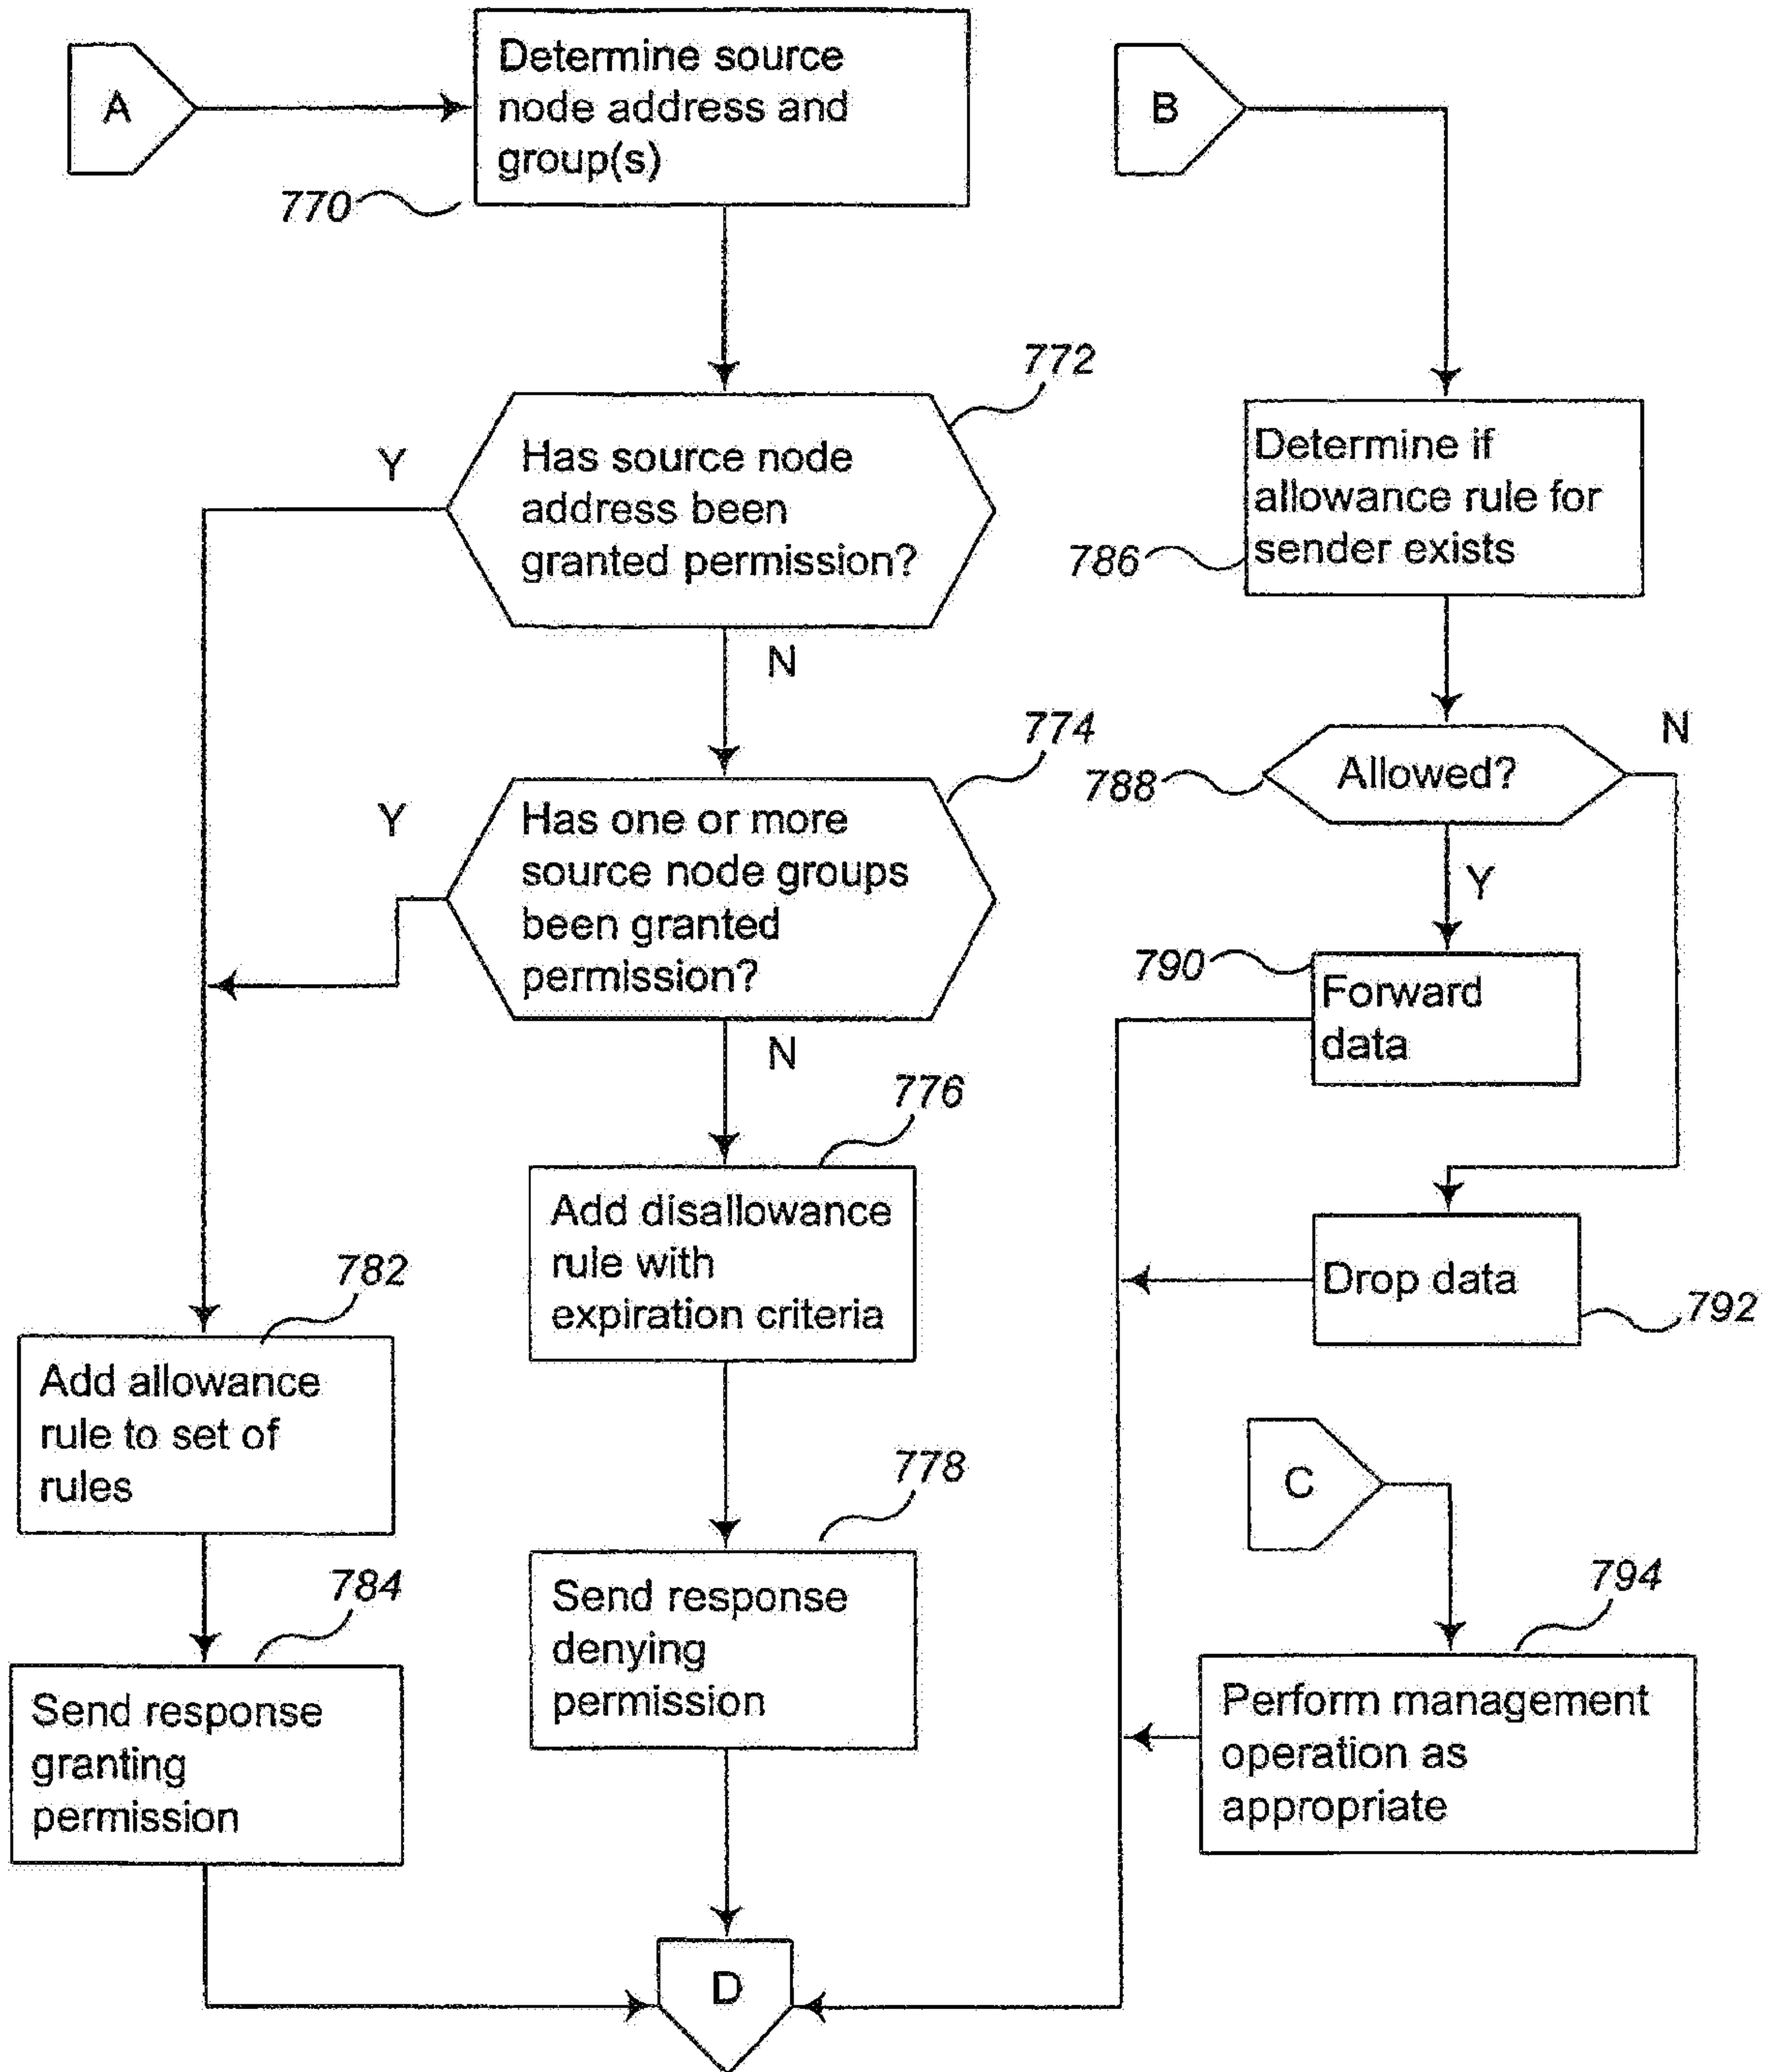 A
Determine source
node address and
group(s)
770
772
Has source node
address been
granted permission?
Y
N
774
Has one or more
source node groups
been granted
permission?
Y
N
776
Add disallowance
rule with
expiration criteria
778
Send response
denying
permission
782
Add allowance
rule to set of
rules
784
Send response
granting
permission
B
Determine if
allowance rule for
sender exists
786
Allowed?
788
N
Y
790
Forward
data
Drop data
792
C
794
Perform management
operation as
appropriate
D